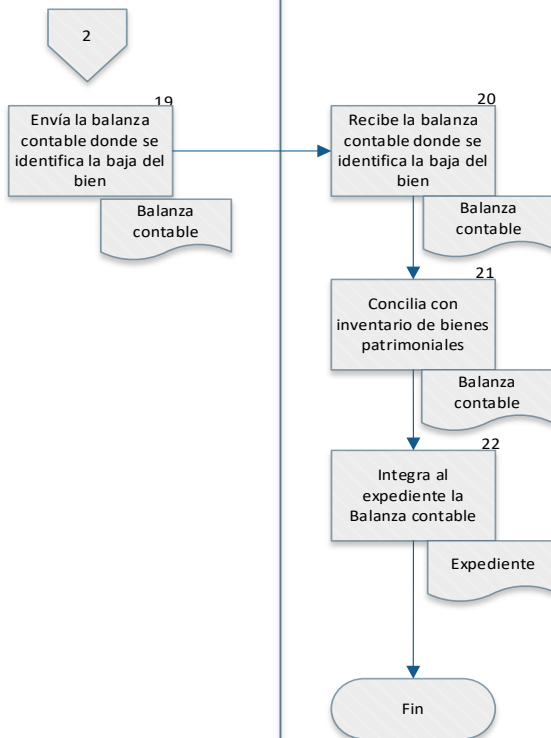 2
19
Envía la balanza
contable donde se
identifica la baja del
bien
Balanza
contable
20
Recibe la balanza
contable donde se
identifica la baja del
bien
Balanza
contable
21
Concilia con
inventario de bienes
patrimoniales
Balanza
contable
22
Integra al
expediente la
Balanza contable
Expediente
Fin